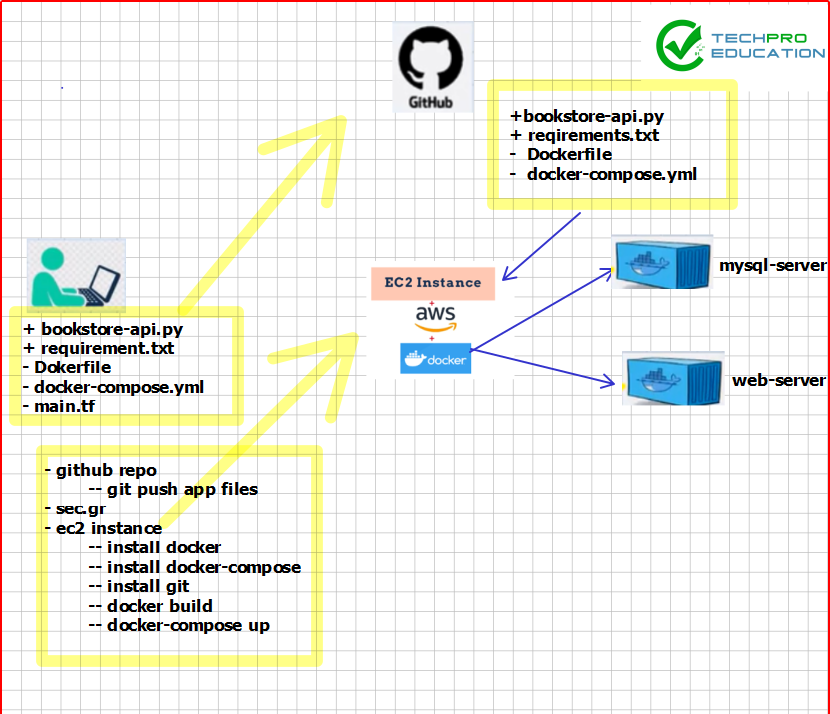 GitHub
TECHPRO
EDUCATION
+bookstore-api.py
+ reqirements.txt
- Dockerfile
- docker-compose.yml
EC2 Instance
+
aws
+
docker
mysql-server
web-server
+ bookstore-api.py
+ requirement.txt
- Dokerfile
- docker-compose.yml
- main.tf
- github repo
-- git push app files
- sec.gr
- ec2 instance
-- install docker
-- install docker-compose
-- install git
-- docker build
-- docker-compose up